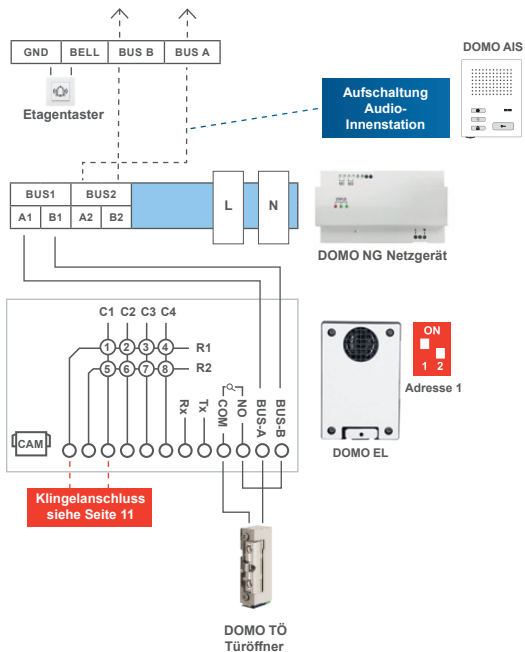 GND BELL BUS B BUS A
Etagentaster
DOMO AIS
Aufschaltung
Audio-
Innenstation
BUS1 BUS2
A1 B1 A2 B2
L N
DOMO NG Netzgerät
C1 C2 C3 C4
1 2 3 4 R1
5 6 7 8 R2
Rx Tx COM NO BUS-A BUS-B
CAM
ON
1 2
Adresse 1
DOMO EL
Klingelanschluss
siehe Seite 11
DOMO TÖ
Türöffner